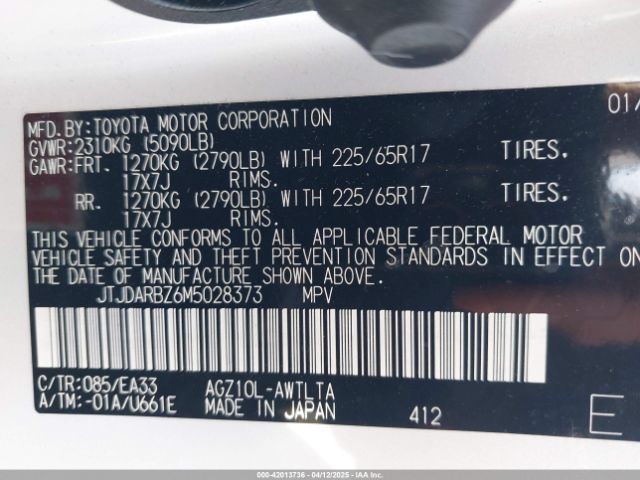 01/
MFD.BY:TOYOTA MOTOR CORPORATION
GVWR:2310KG (5090LB)
GAWR:FRT. 1270KG (2790LB) WITH 225/65R17 TIRES.
17X7J RIMS.
RR. 1270KG (2790LB) WITH 225/65R17 TIRES.
17X7J RIMS.
THIS VEHICLE CONFORMS TO ALL APPLICABLE FEDERAL MOTOR
VEHICLE SAFETY AND THEFT PREVENTION STANDARDS IN EFFECT ON
THE DATE OF MANUFACTURE SHOWN ABOVE.
JTJDARBZ6M5028373 MPV
C/TR:085/EA33 AGZ10L-AWTLTA
A/TM:-01A/U661E MADE IN JAPAN 412 E
000-42013736 - 04/12/2025 - IAAI.COM